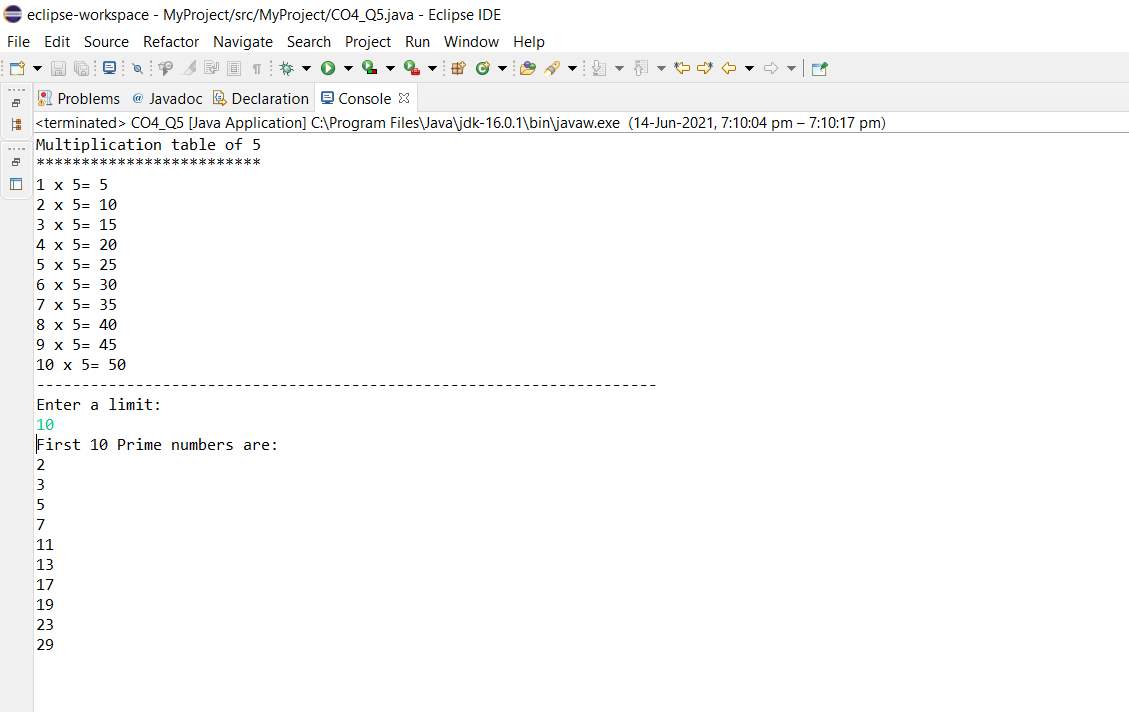 eclipse-workspace - MyProject/src/MyProject/CO4_Q5.java - Eclipse IDE
File Edit Source Refactor Navigate Search Project Run Window Help
Problems @ Javadoc Declaration Console
<terminated> CO4_Q5 [Java Application] C:\Program Files\Java\jdk-16.0.1\bin\javaw.exe (14-Jun-2021, 7:10:04 pm – 7:10:17 pm)
Multiplication table of 5
*************************
1 x 5= 5
2 x 5= 10
3 x 5= 15
4 x 5= 20
5 x 5= 25
6 x 5= 30
7 x 5= 35
8 x 5= 40
9 x 5= 45
10 x 5= 50
---------------------------------------------------------------------
Enter a limit:
10
First 10 Prime numbers are:
2
3
5
7
11
13
17
19
23
29